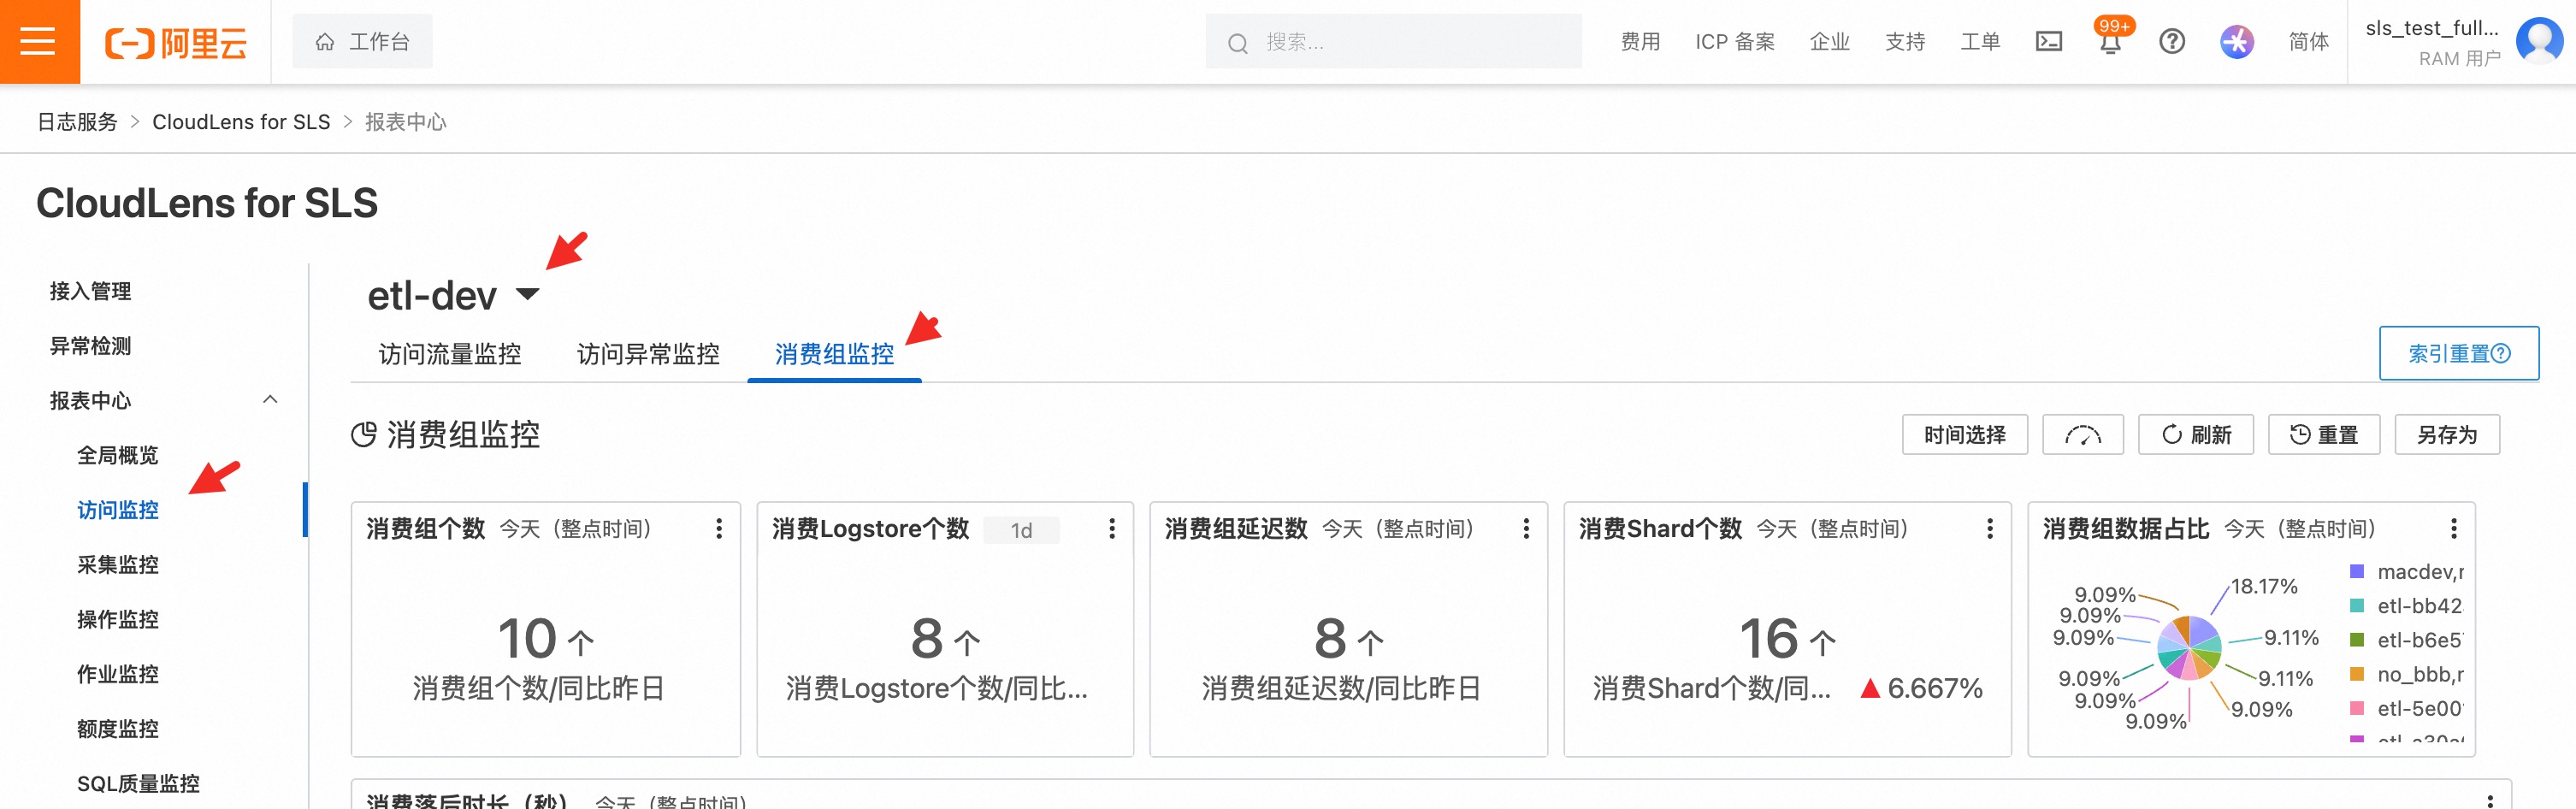 阿里云
工作台
搜索...
费用
ICP 备案
企业
支持
工单
99+
简体
sls_test_full...
RAM 用户
日志服务 > CloudLens for SLS > 报表中心
CloudLens for SLS
接入管理
异常检测
报表中心
全局概览
访问监控
采集监控
操作监控
作业监控
额度监控
SQL质量监控
etl-dev
访问流量监控
访问异常监控
消费组监控
索引重置
消费组监控
时间选择
刷新
重置
另存为
消费组个数 今天（整点时间）
10 个
消费组个数/同比昨日
消费Logstore个数 1d
8 个
消费Logstore个数/同比...
消费组延迟数 今天（整点时间）
8 个
消费组延迟数/同比昨日
消费Shard个数 今天（整点时间）
16 个
消费Shard个数/同... 6.667%
消费组数据占比 今天（整点时间）
9.09%
9.09%
9.09%
9.09%
9.09%
9.09%
18.17%
9.11%
9.11%
9.09%
macdev,r
etl-bb42
etl-b6e5
no_bbb,r
etl-5e00
消费落后时长（秒） 今天（整点时间）